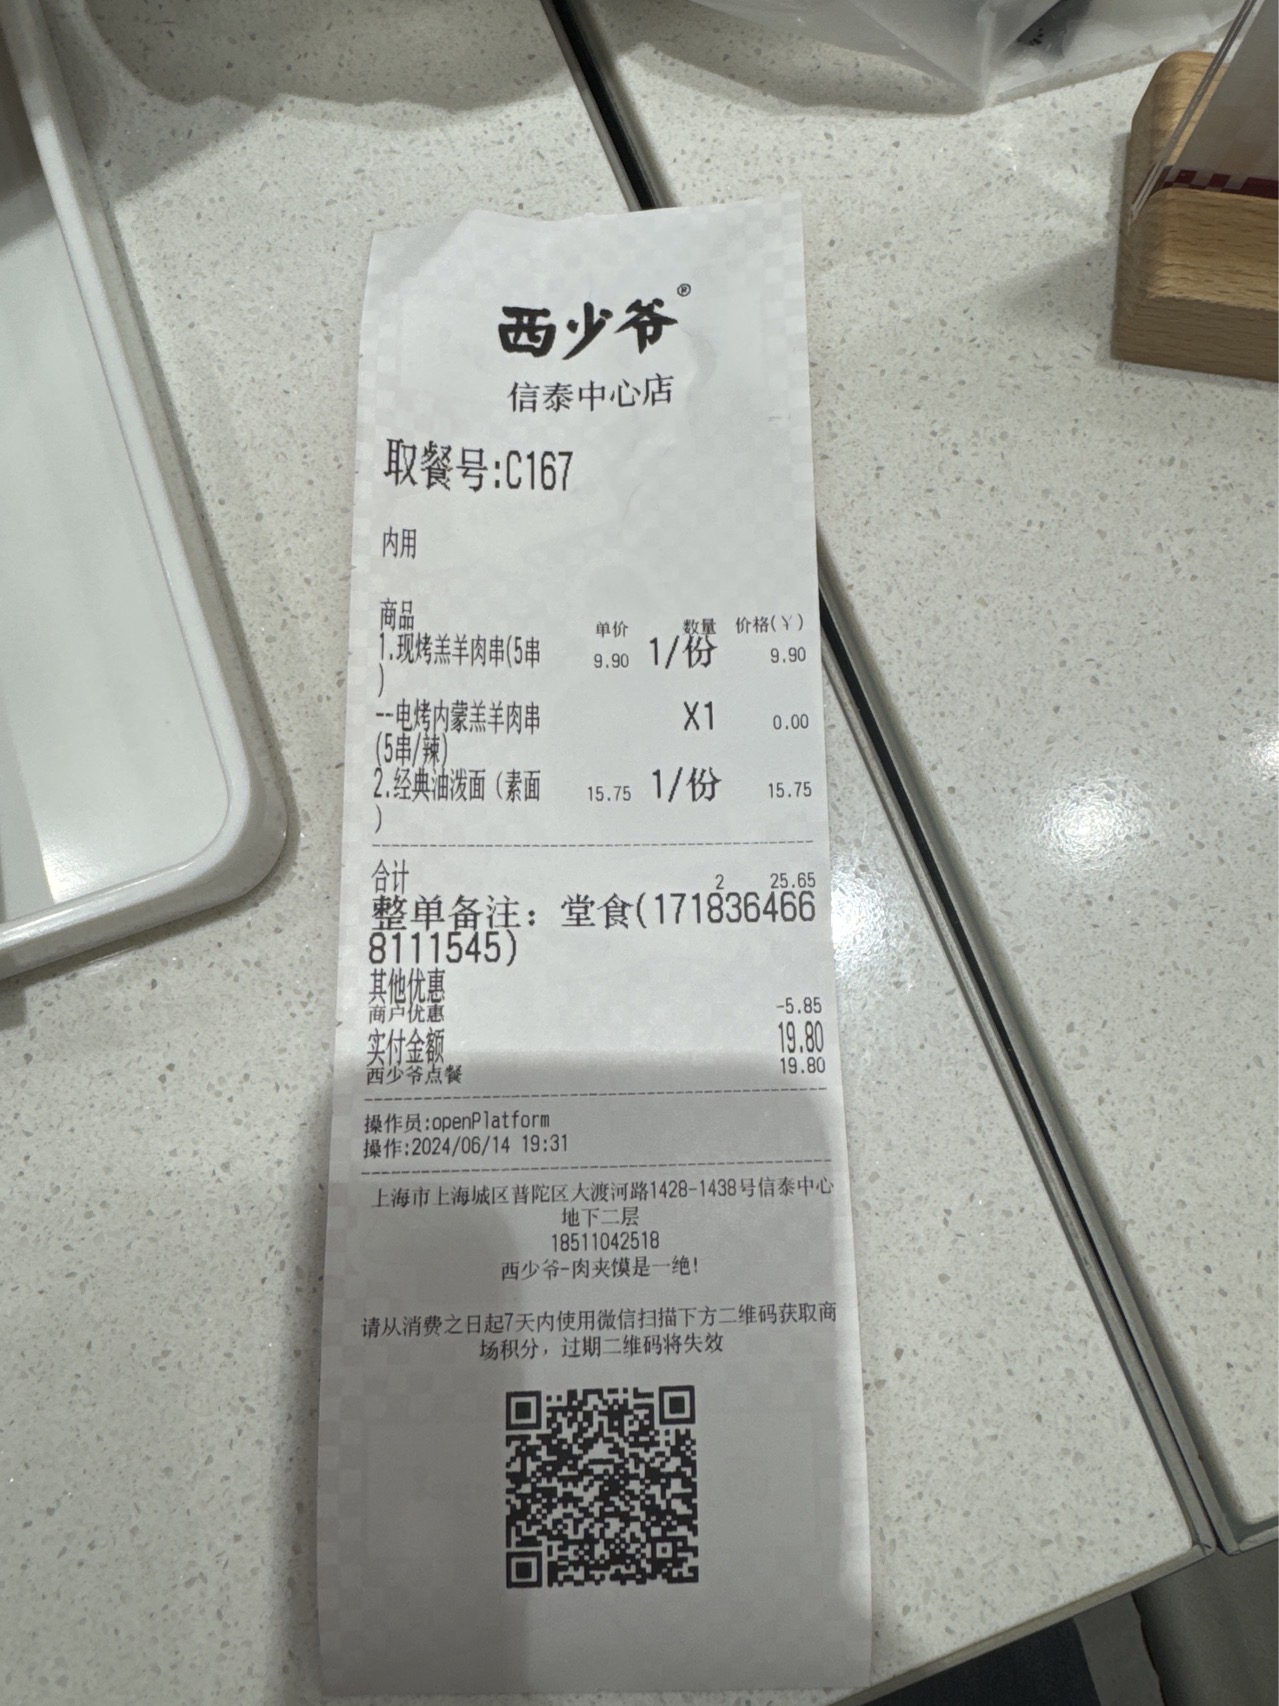 西少爷®
信泰中心店
取餐号:C167
内用
商品 单价 数量 价格(¥)
1.现烤羔羊肉串(5串 9.90 1/份 9.90
)
--电烤内蒙羔羊肉串 X1 0.00
(5串/辣)
2.经典油泼面（素面 15.75 1/份 15.75
)
合计 2 25.65
整单备注：堂食(171836466
8111545)
其他优惠
商户优惠 -5.85
实付金额 19.80
西少爷点餐 19.80
操作员:openPlatform
操作:2024/06/14 19:31
上海市上海城区普陀区大渡河路1428-1438号信泰中心
地下二层
18511042518
西少爷-肉夹馍是一绝!
请从消费之日起7天内使用微信扫描下方二维码获取商
场积分，过期二维码将失效